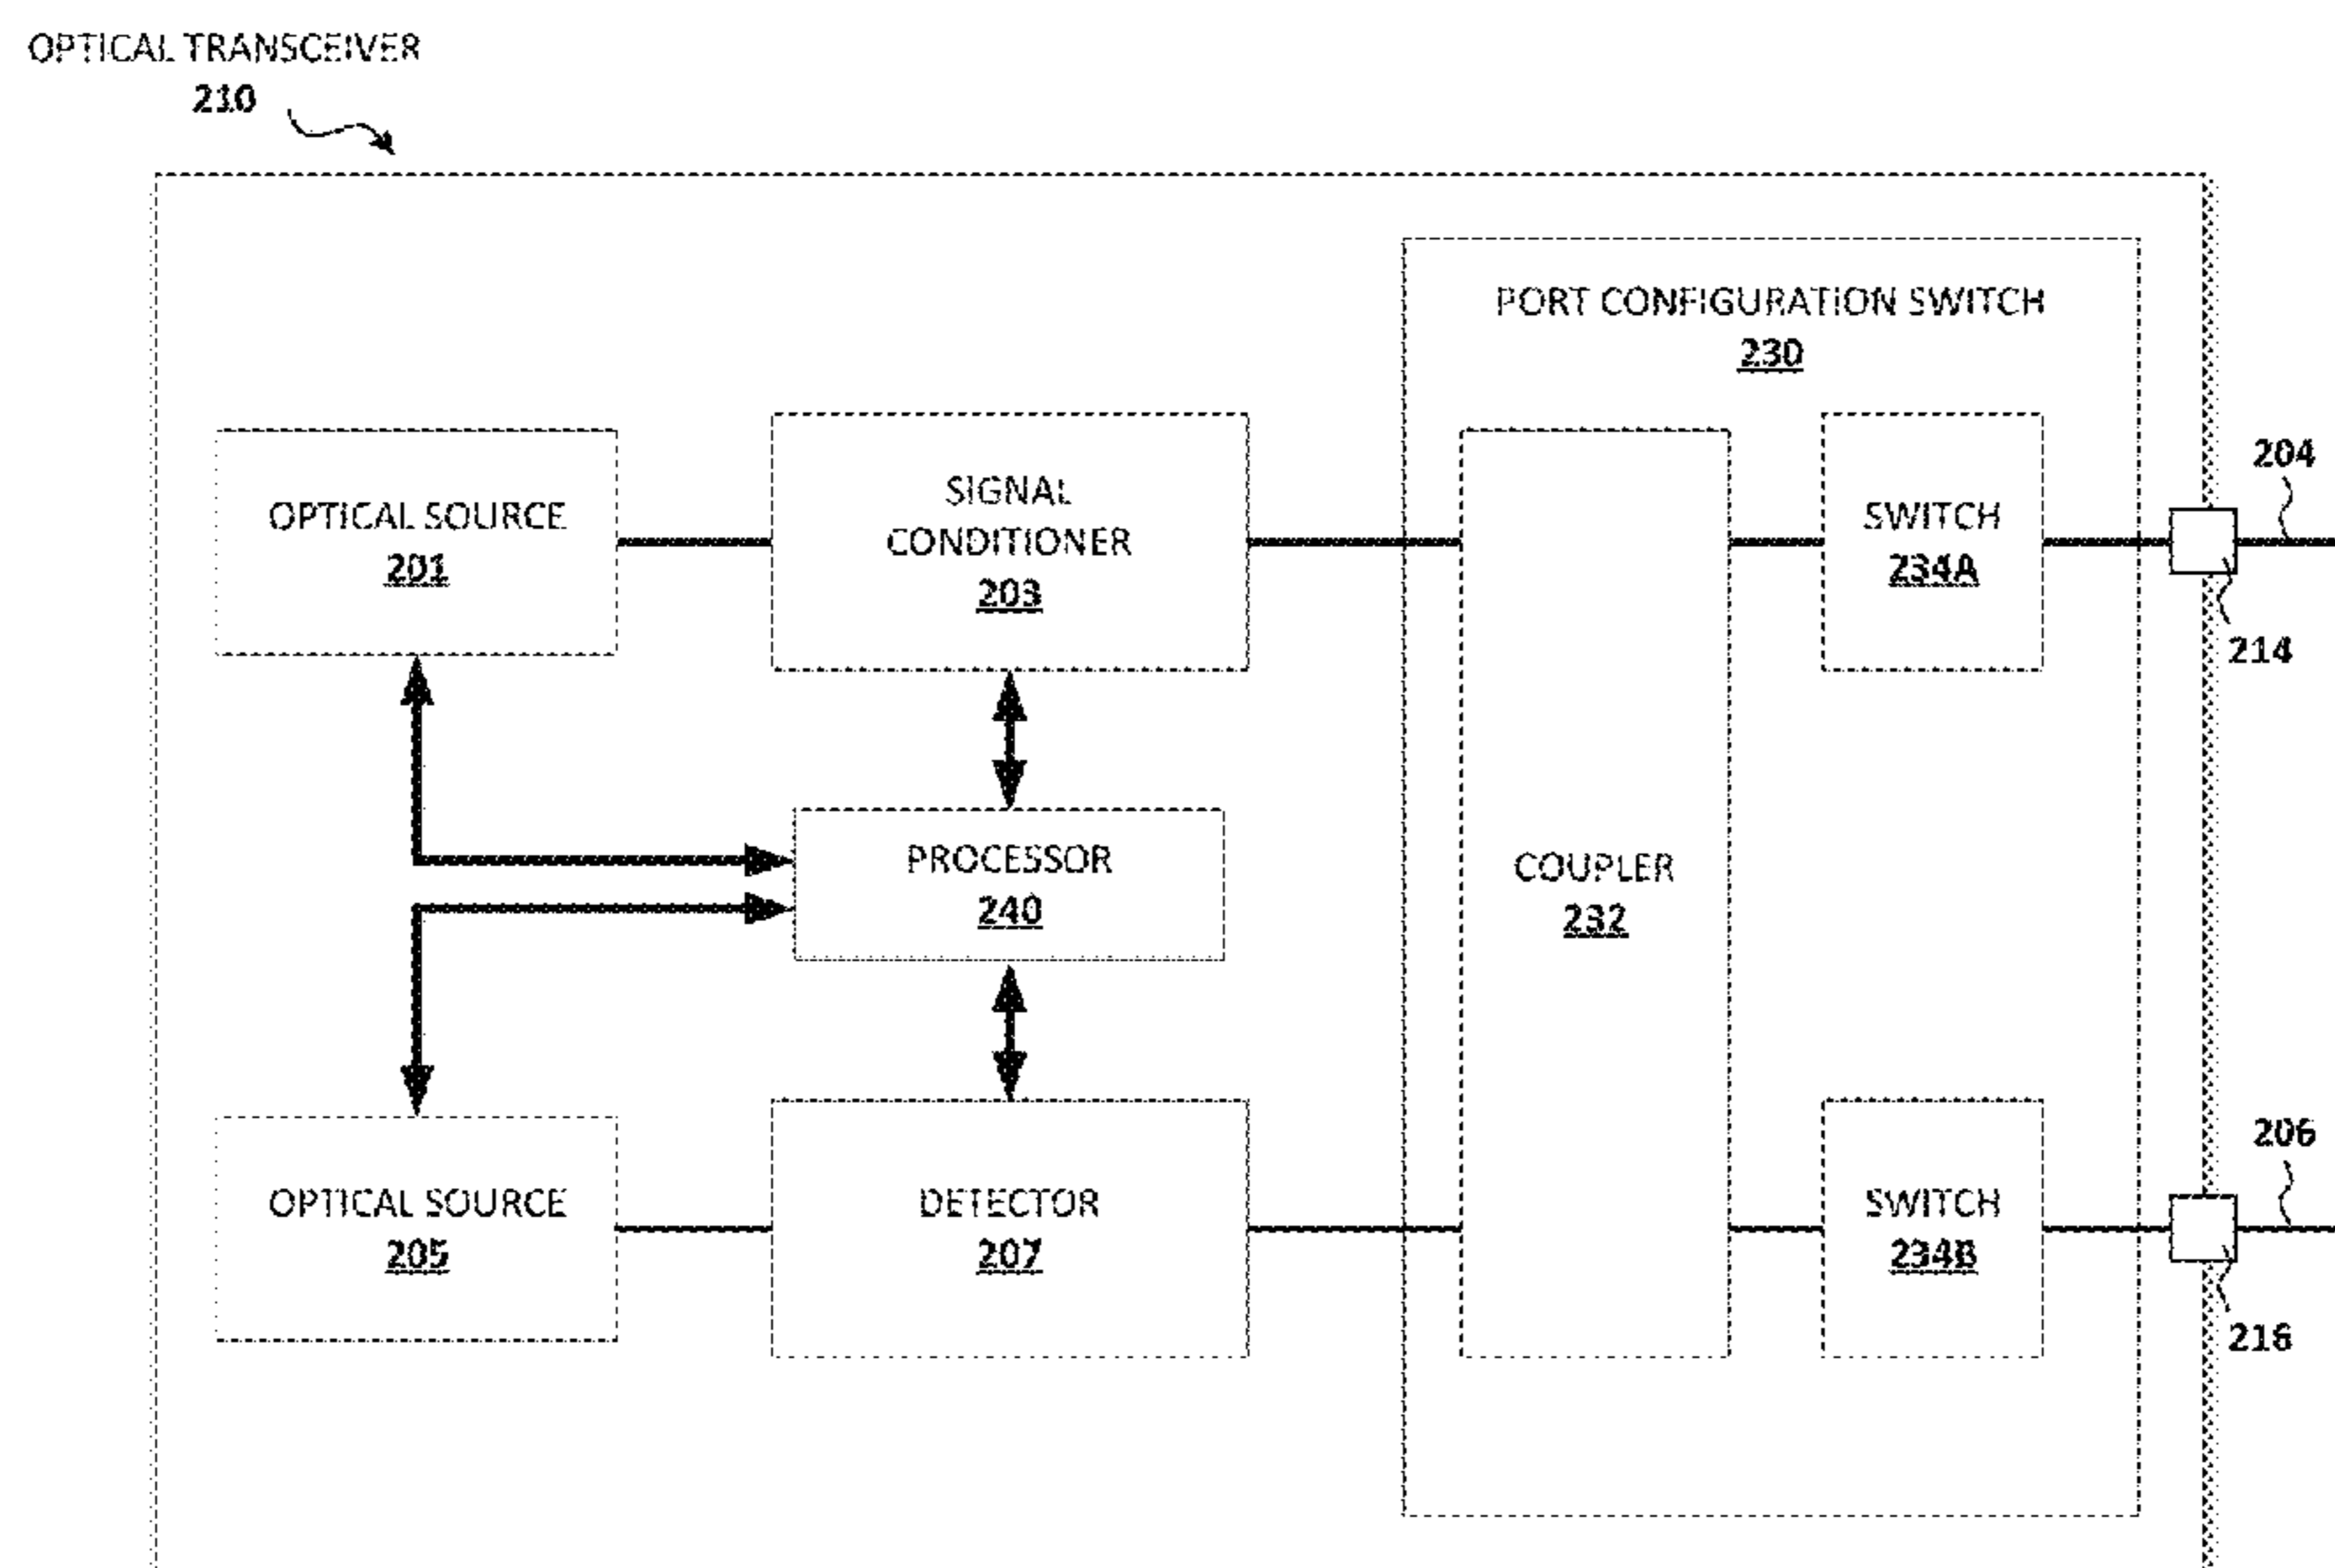 OPTICAL TRANSCEIVER
210
PORT CONFIGURATION SWITCH
230
OPTICAL SOURCE
201
SIGNAL
CONDITIONER
203
SWITCH
234A
204
214
PROCESSOR
240
COUPLER
232
OPTICAL SOURCE
205
DETECTOR
207
SWITCH
234B
206
216